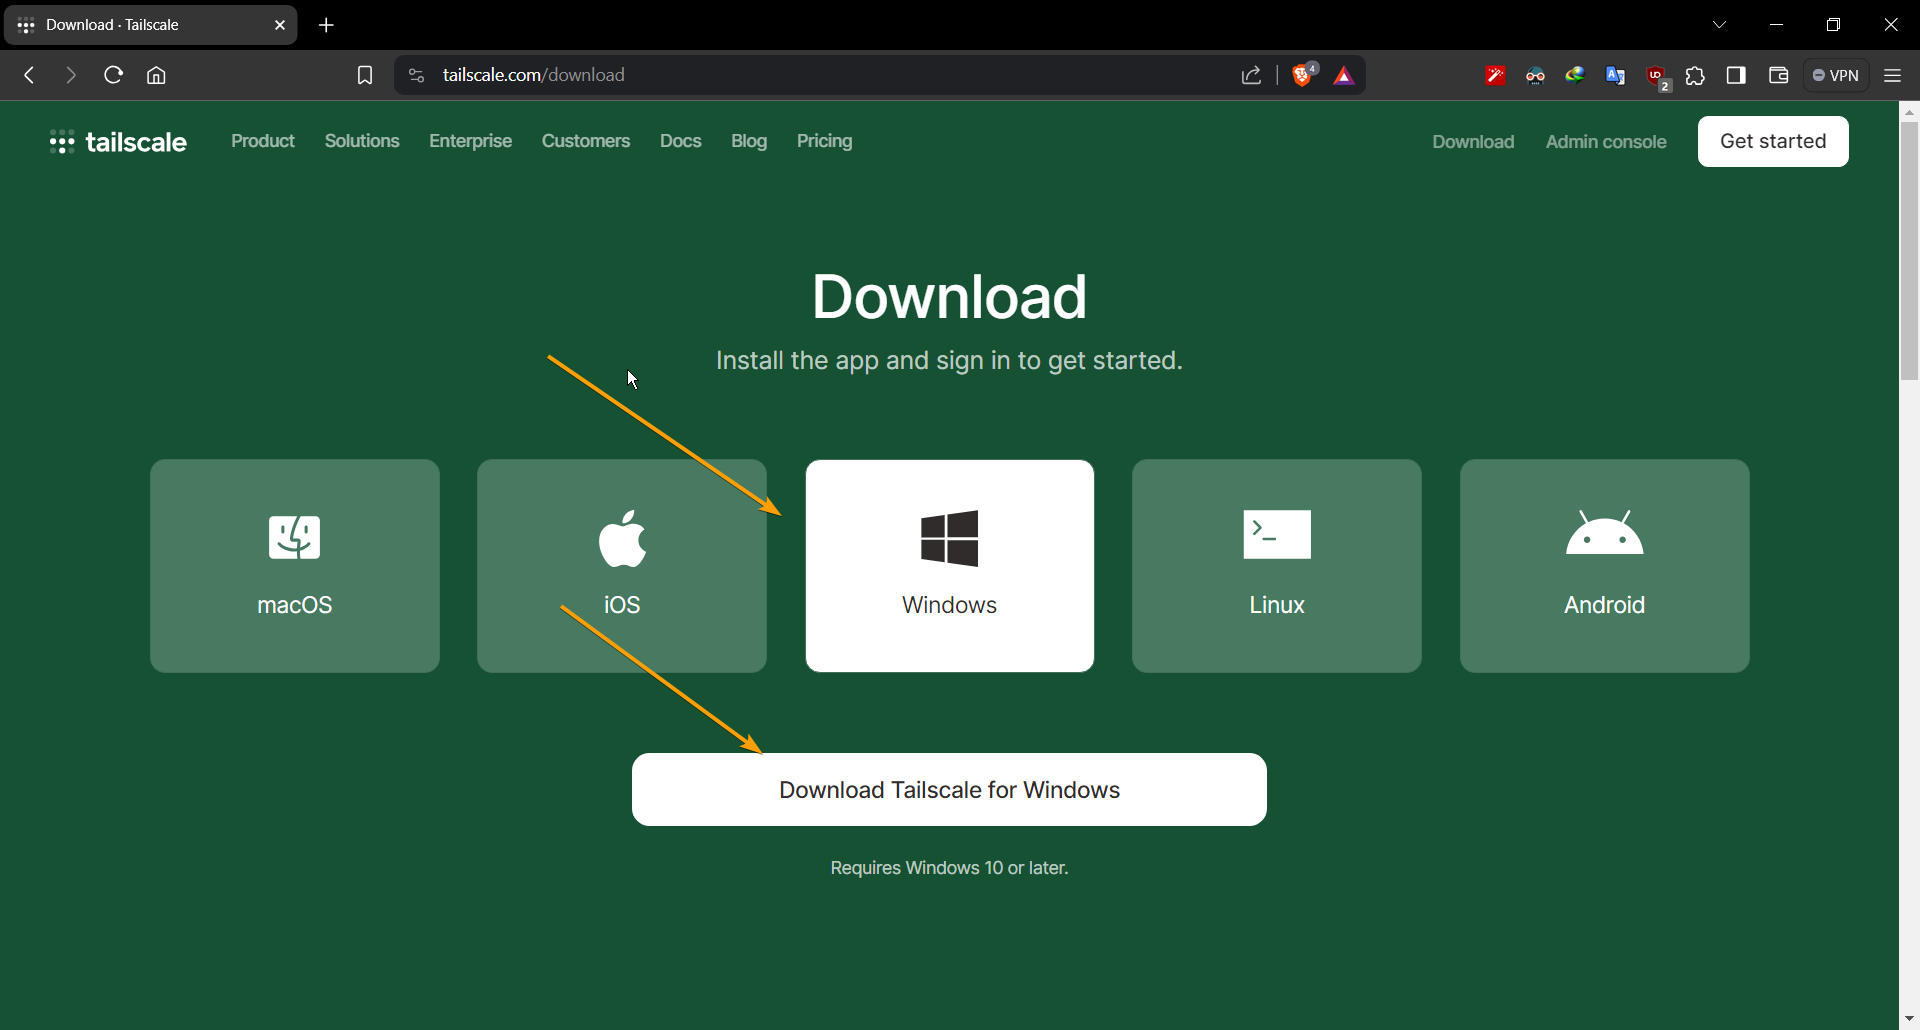 Download · Tailscale
tailscale.com/download
4
2
VPN
tailscale
Product
Solutions
Enterprise
Customers
Docs
Blog
Pricing
Download
Admin console
Get started
Download
Install the app and sign in to get started.
macOS
iOS
Windows
Linux
Android
Download Tailscale for Windows
Requires Windows 10 or later.